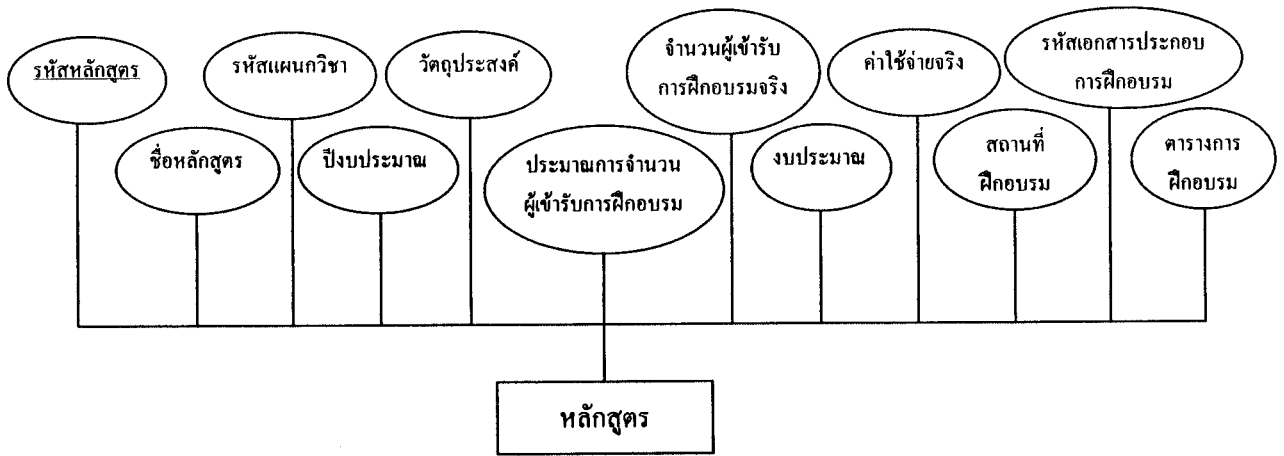 รหัสหลักสูตร
รหัสแผนกวิชา
วัตถุประสงค์
จำนวนผู้เข้ารับ
การฝึกอบรมจริง
ค่าใช้จ่ายจริง
รหัสเอกสารประกอบ
การฝึกอบรม
ชื่อหลักสูตร
ปีงบประมาณ
ประมาณการจำนวน
ผู้เข้ารับการฝึกอบรม
งบประมาณ
สถานที่
ฝึกอบรม
ตารางการ
ฝึกอบรม
หลักสูตร